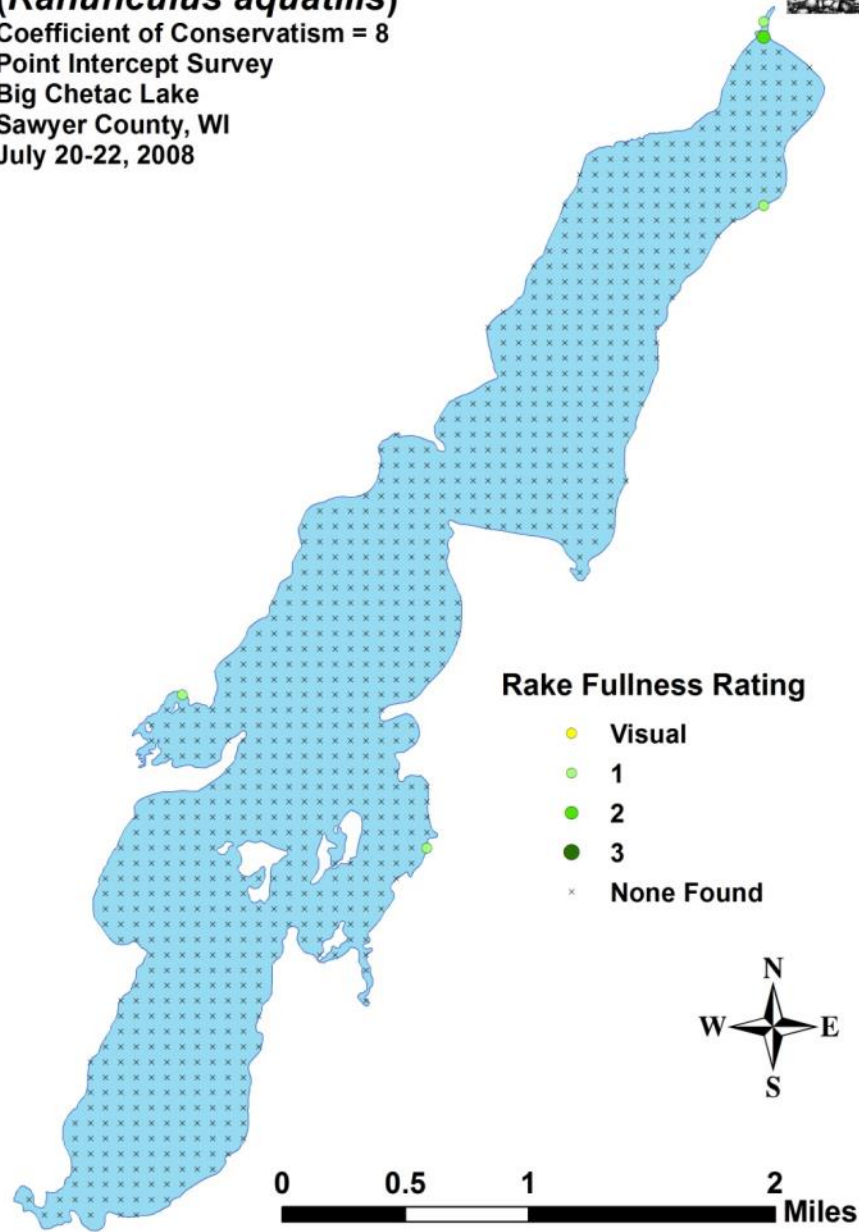 (Ranunculus aquatilis)
Coefficient of Conservatism = 8
Point Intercept Survey
Big Chetac Lake
Sawyer County, WI
July 20-22, 2008
Rake Fullness Rating
Visual
1
2
3
None Found
N
W E
S
0 0.5 1 2
Miles